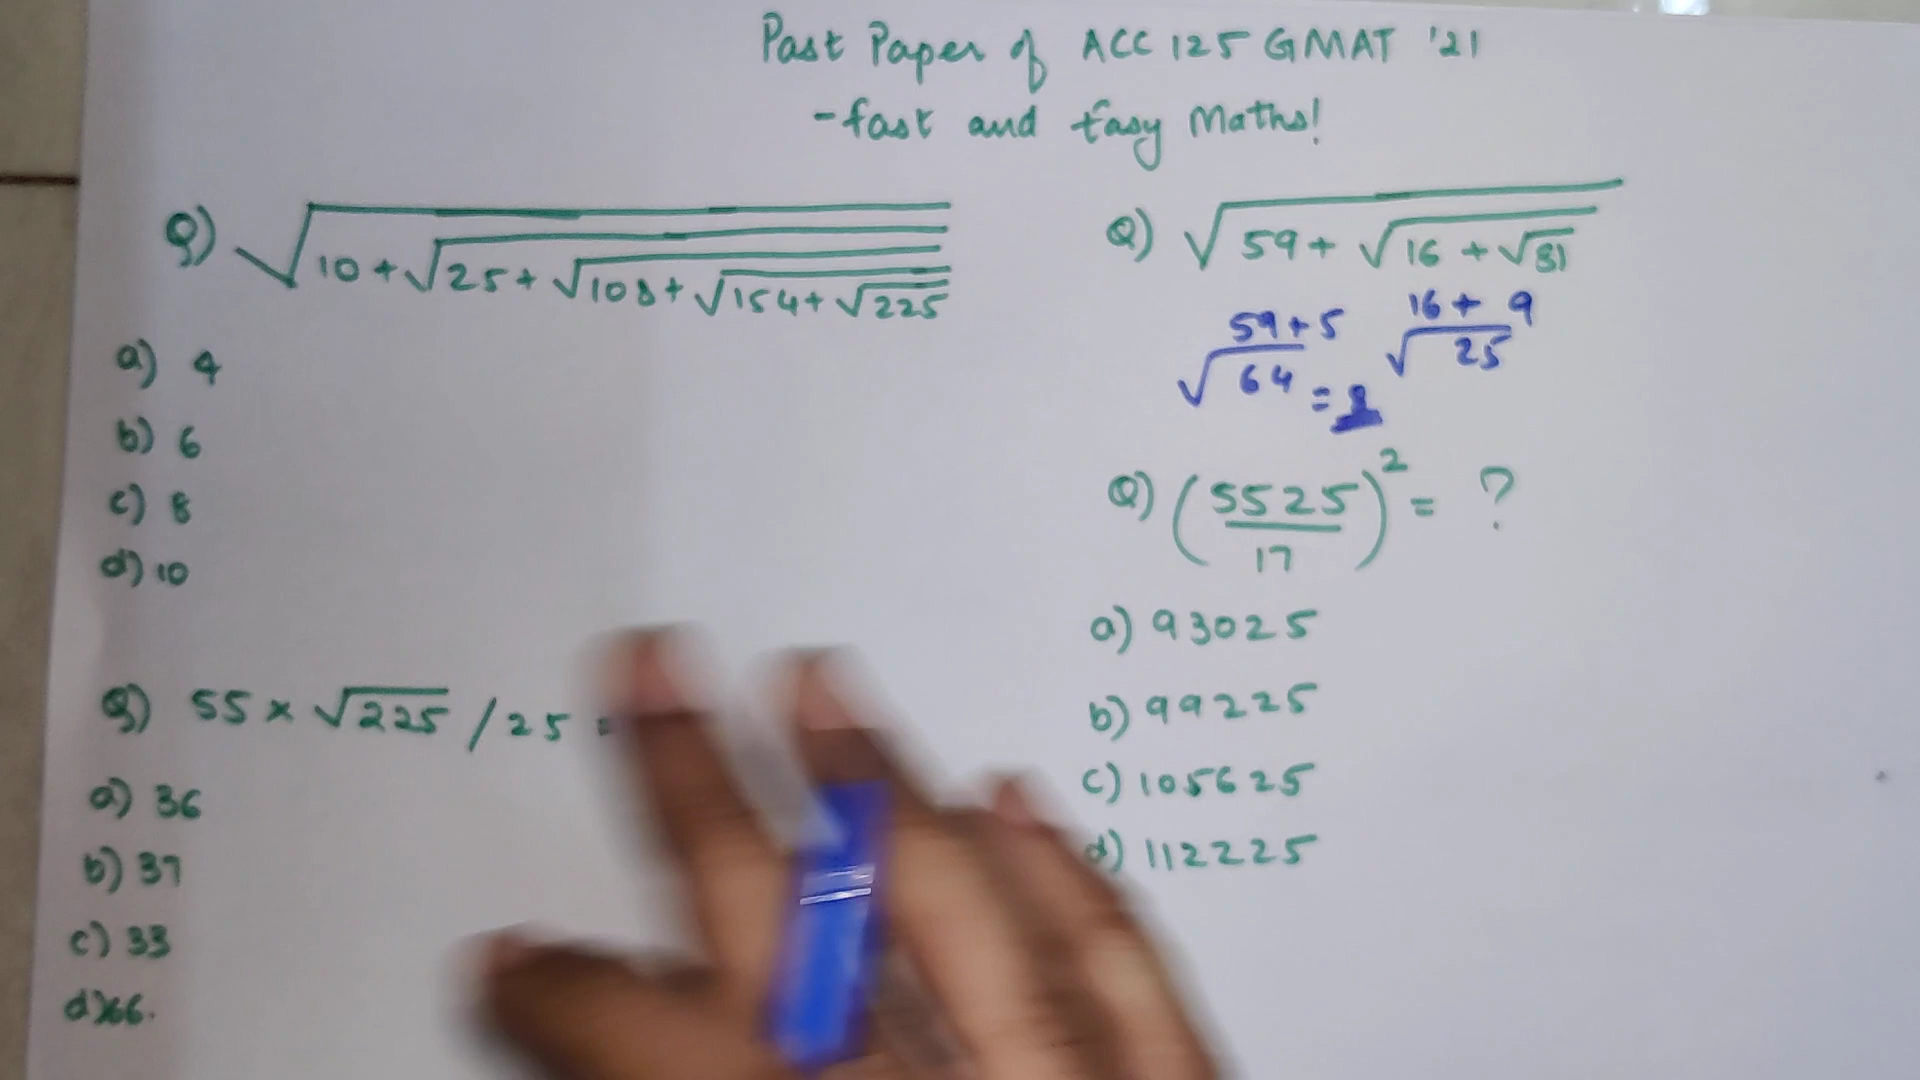 Past Paper of ACC 125 GMAT '21
- fast and Easy Maths!
Q) √10 + √25 + √108 + √154 + √225
a) 4
b) 6
c) 8
d) 10
Q) 55 × √225 / 25 =
a) 36
b) 37
c) 33
d) 66.
Q) √59 + √16 + √81
59 + 5 16 + 9
√64 = 8 √25
Q) (5525/17)² = ?
a) 93025
b) 99225
c) 105625
d) 112225